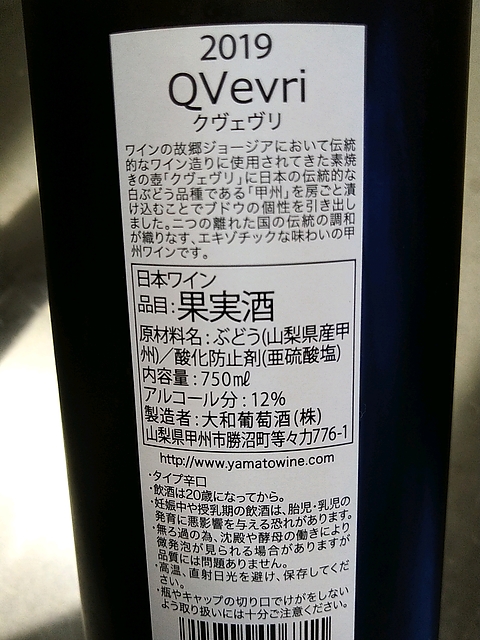 2019
QVevri
クヴェヴリ
ワインの故郷ジョージアにおいて伝統
的なワイン造りに使用されてきた素焼
きの壺「クヴェヴリ」に日本の伝統的な
白ぶどう品種である「甲州」を房ごと漬
け込むことでブドウの個性を引き出し
ました。二つの離れた国の伝統の調和
が織りなす、エキゾチックな味わいの甲
州ワインです。
日本ワイン
品目:果実酒
原材料名:ぶどう(山梨県産甲
州)／酸化防止剤(亜硫酸塩)
内容量:750㎖
アルコール分:12%
製造者:大和葡萄酒(株)
山梨県甲州市勝沼町等々力776-1
http://www.yamatowine.com
・タイプ辛口
・飲酒は20歳になってから。
・妊娠中や授乳期の飲酒は、胎児・乳児の
発育に悪影響を与える恐れがあります。
・無ろ過の為、沈殿や酵母の働きにより
微発泡が見られる場合がありますが
品質には問題ありません。
・高温、直射日光を避け、保存してくだ
さい。
・瓶やキャップの切り口でけがをしない
よう取り扱いには十分ご注意ください。